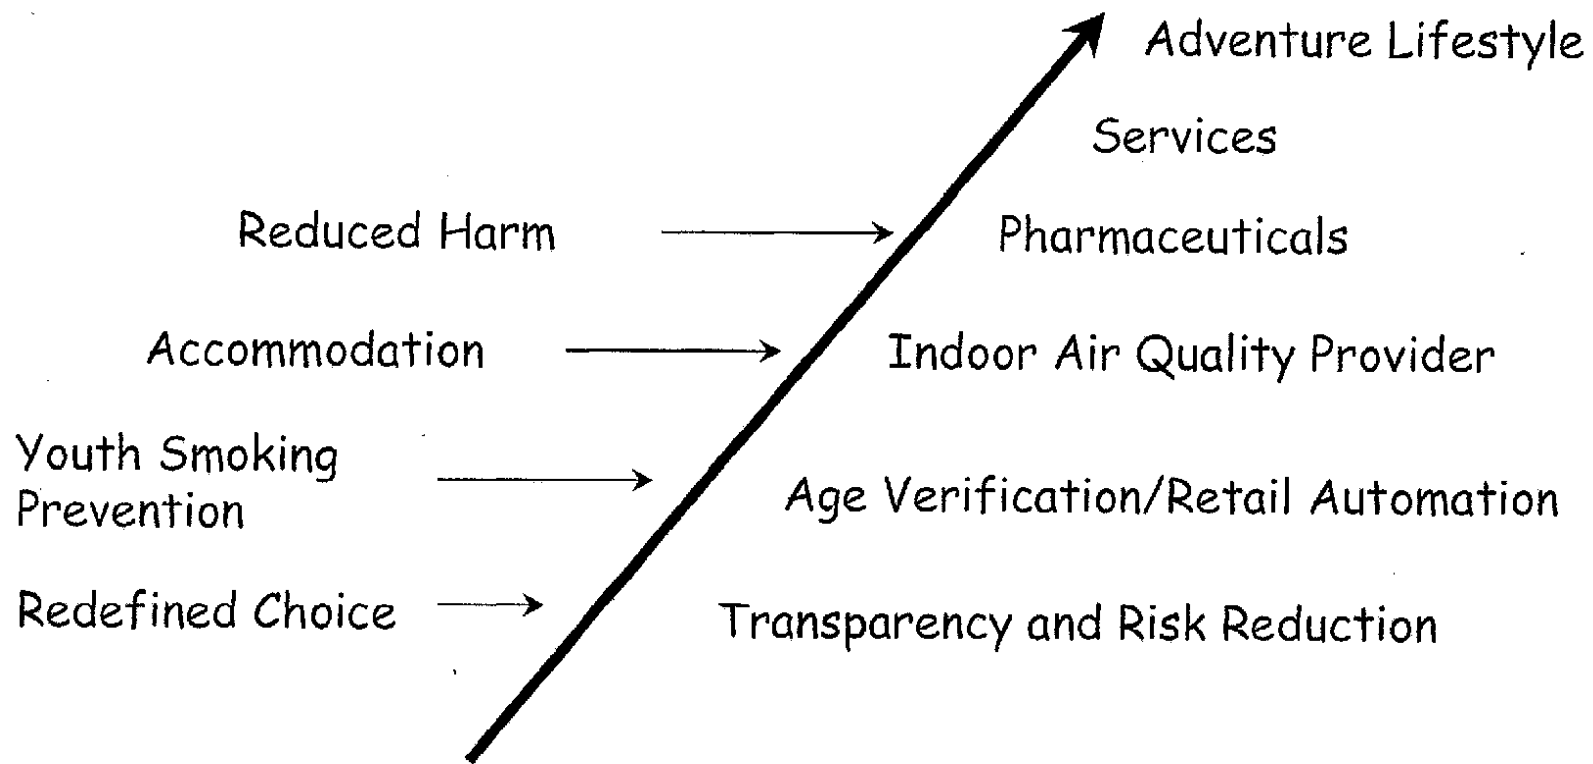 Adventure Lifestyle
Services
Reduced Harm
Pharmaceuticals
Accommodation
Indoor Air Quality Provider
Youth Smoking
Prevention
Age Verification/Retail Automation
Redefined Choice
Transparency and Risk Reduction